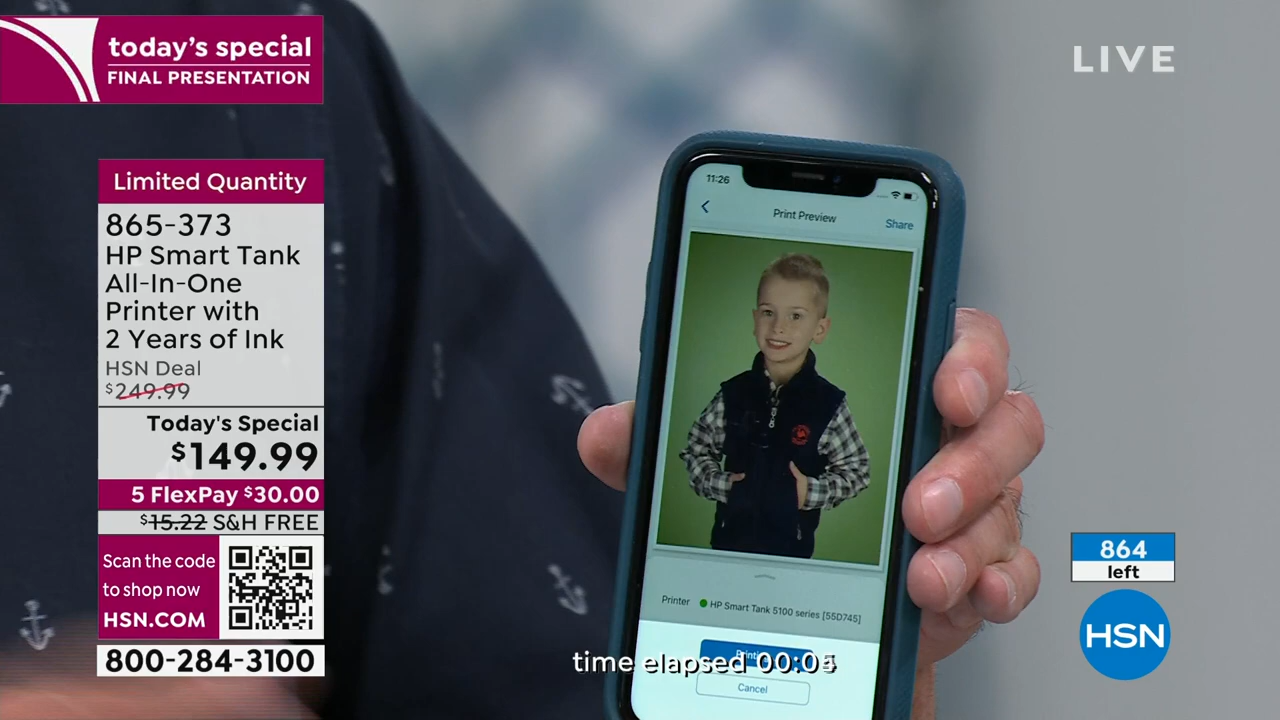 today's special
FINAL PRESENTATION
LIVE
Limited Quantity
865-373
HP Smart Tank
All-In-One
Printer with
2 Years of Ink
HSN Deal
$249.99
Today's Special
$149.99
5 FlexPay $30.00
$15.22 S&H FREE
Scan the code
to shop now
HSN.COM
800-284-3100
11:26
Print Preview
Share
Printer HP Smart Tank 5100 series [55D745]
Cancel
time elapsed
864
left
HSN